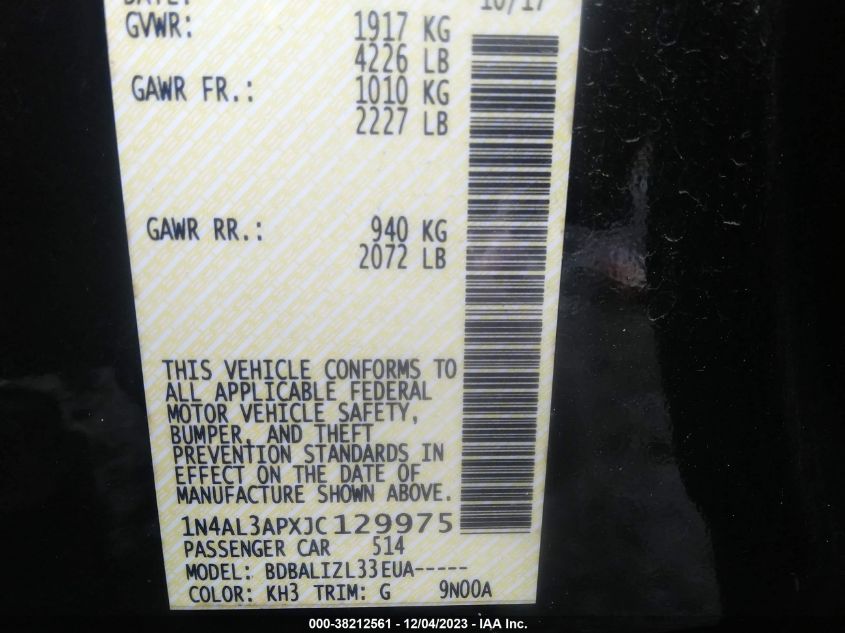 DATE: 10/17
GVWR: 1917 KG
4226 LB
GAWR FR.: 1010 KG
2227 LB
GAWR RR.: 940 KG
2072 LB
THIS VEHICLE CONFORMS TO
ALL APPLICABLE FEDERAL
MOTOR VEHICLE SAFETY,
BUMPER, AND THEFT
PREVENTION STANDARDS IN
EFFECT ON THE DATE OF
MANUFACTURE SHOWN ABOVE.
1N4AL3APXJC129975
PASSENGER CAR 514
MODEL: BDBALIZL33EUA-----
COLOR: KH3 TRIM: G 9N00A
000-38212561 - 12/04/2023 - IAA Inc.